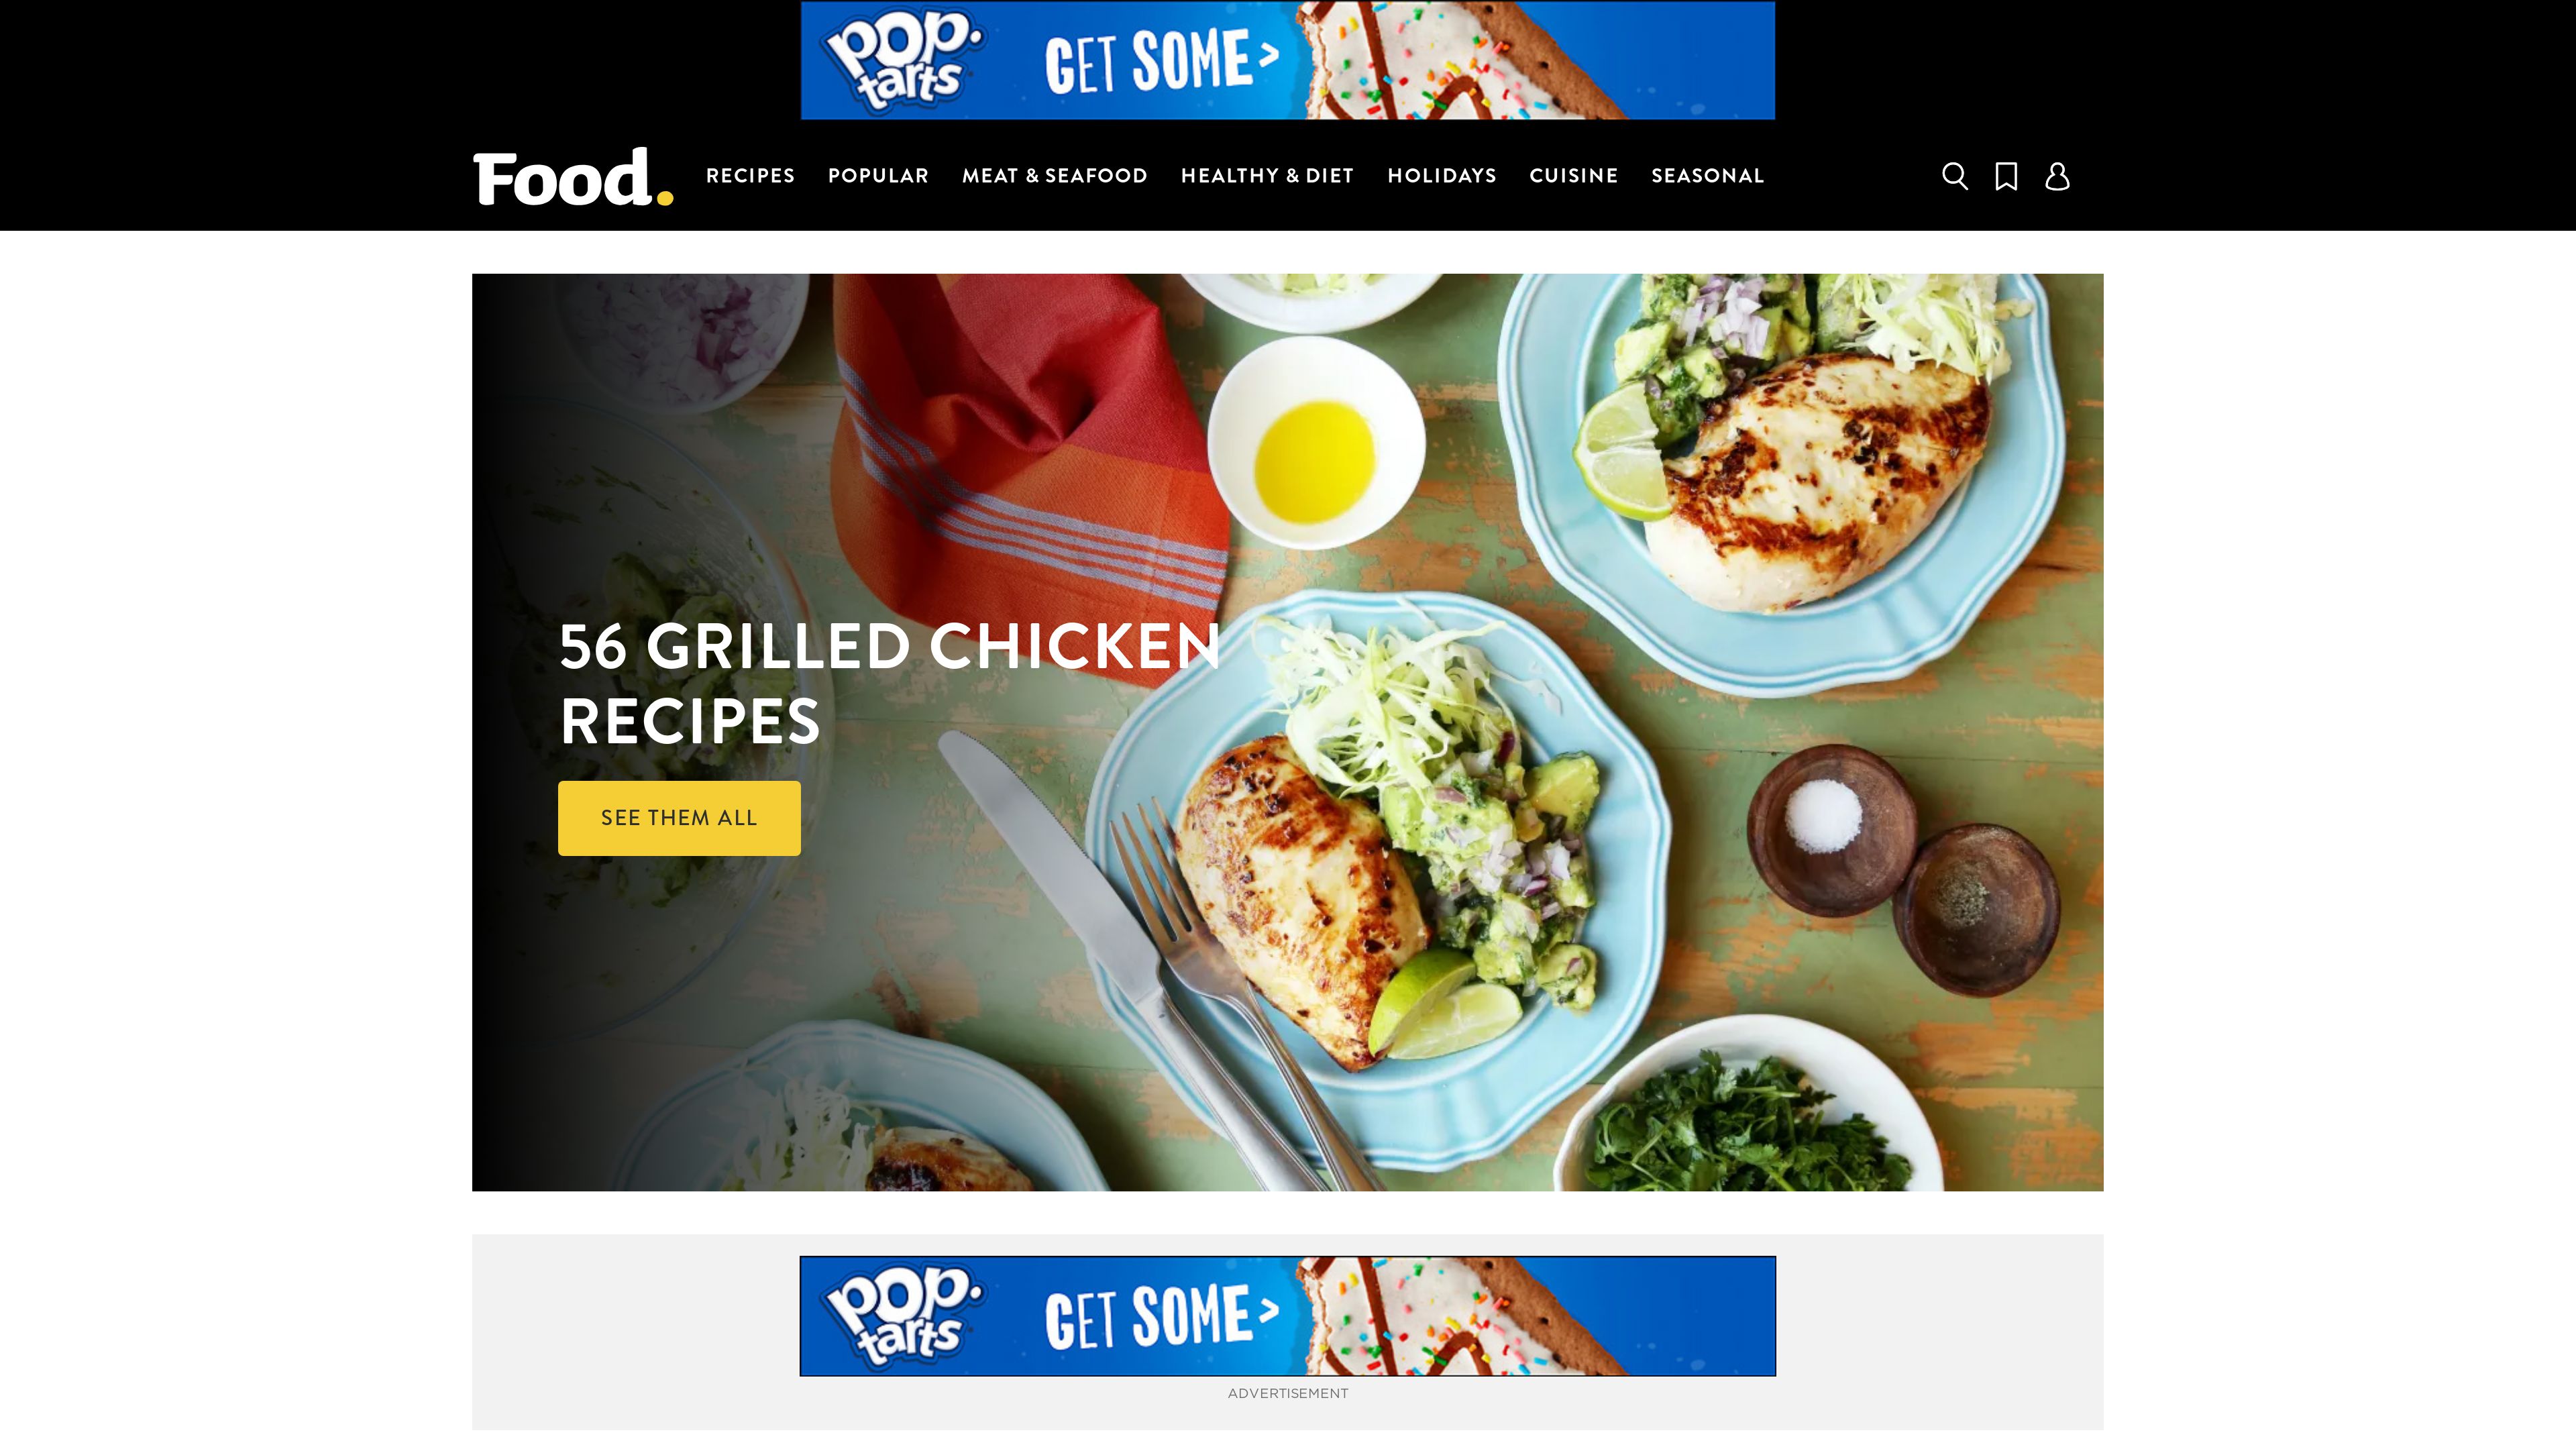 pop. tarts
GET SOME >
Food.
RECIPES POPULAR MEAT & SEAFOOD HEALTHY & DIET HOLIDAYS CUISINE SEASONAL
56 GRILLED CHICKEN
RECIPES
SEE THEM ALL
pop. tarts
GET SOME >
ADVERTISEMENT